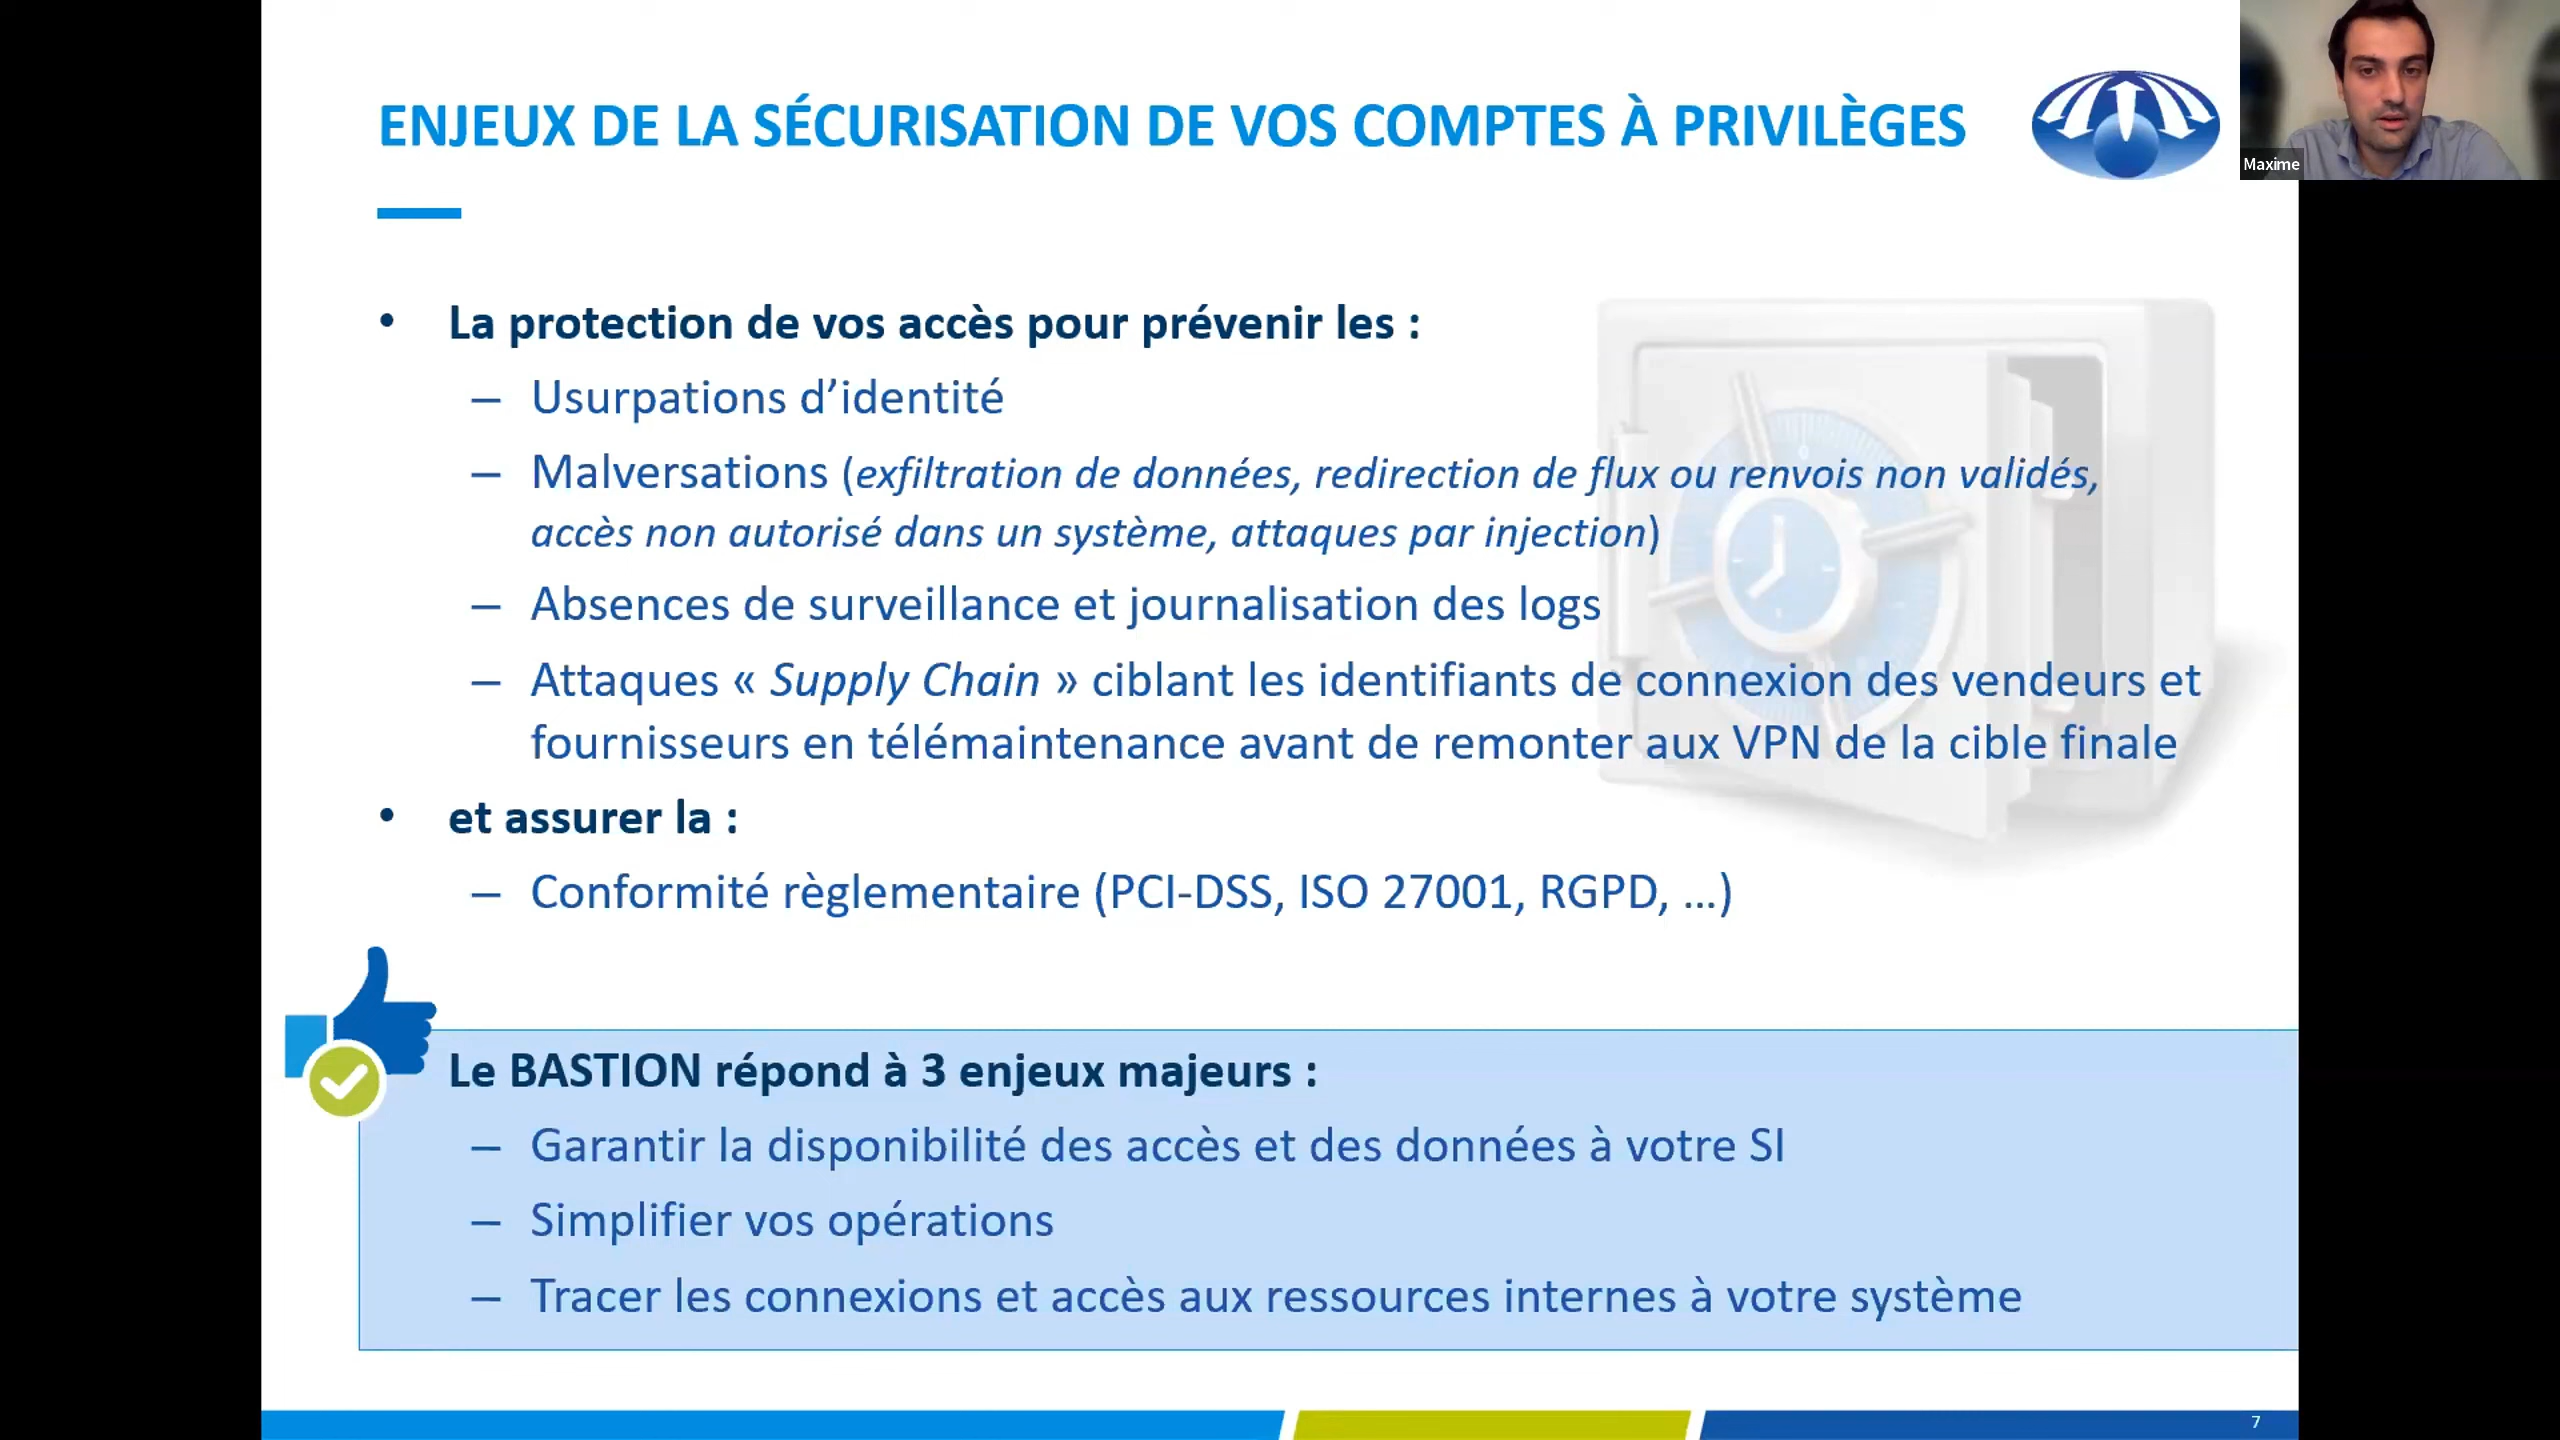 ENJEUX DE LA SÉCURISATION DE VOS COMPTES À PRIVILÈGES
Maxime
• La protection de vos accès pour prévenir les :
– Usurpations d’identité
– Malversations (exfiltration de données, redirection de flux ou renvois non validés,
accès non autorisé dans un système, attaques par injection)
– Absences de surveillance et journalisation des logs
– Attaques « Supply Chain » ciblant les identifiants de connexion des vendeurs et
fournisseurs en télémaintenance avant de remonter aux VPN de la cible finale
• et assurer la :
– Conformité règlementaire (PCI-DSS, ISO 27001, RGPD, ...)
Le BASTION répond à 3 enjeux majeurs :
– Garantir la disponibilité des accès et des données à votre SI
– Simplifier vos opérations
– Tracer les connexions et accès aux ressources internes à votre système
7